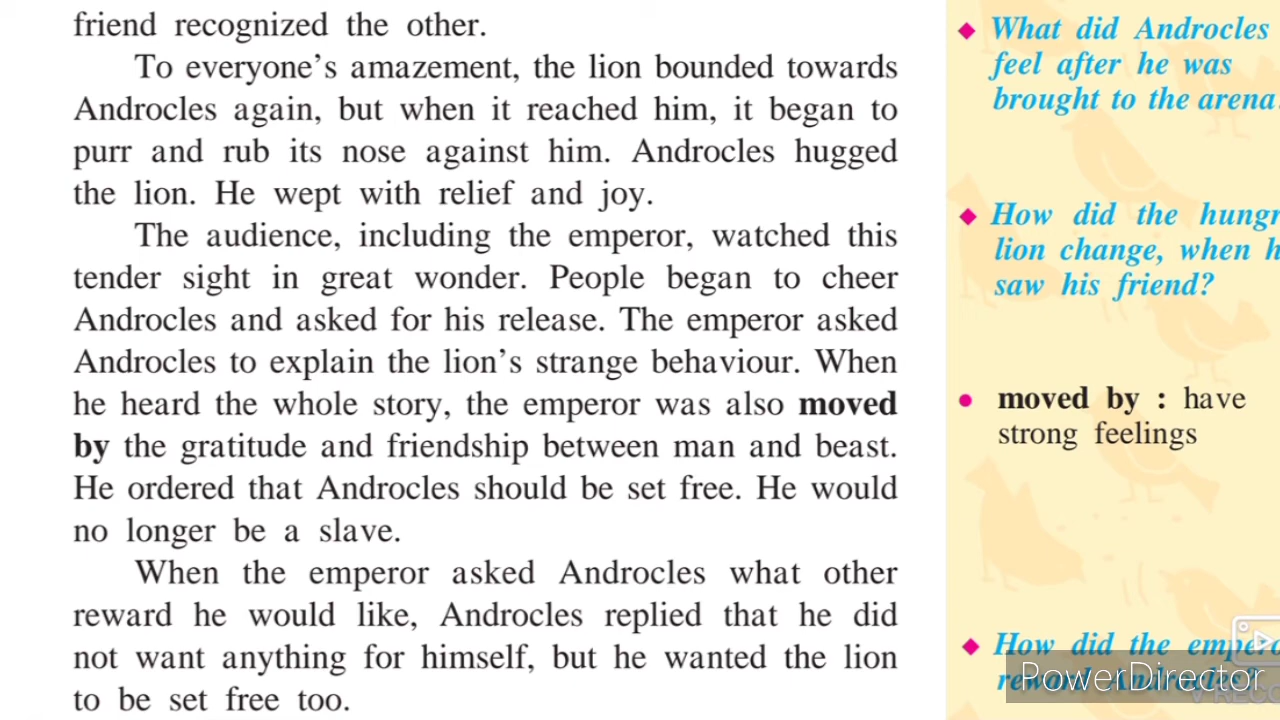 friend recognized the other.
To everyone's amazement, the lion bounded towards
Androcles again, but when it reached him, it began to
purr and rub its nose against him. Androcles hugged
the lion. He wept with relief and joy.
The audience, including the emperor, watched this
tender sight in great wonder. People began to cheer
Androcles and asked for his release. The emperor asked
Androcles to explain the lion's strange behaviour. When
he heard the whole story, the emperor was also moved
by the gratitude and friendship between man and beast.
He ordered that Androcles should be set free. He would
no longer be a slave.
When the emperor asked Androcles what other
reward he would like, Androcles replied that he did
not want anything for himself, but he wanted the lion
to be set free too.
What did Androcles
feel after he was
brought to the arena
How did the
lion change, when
saw his friend?
moved by : have
strong feelings
How did the
PowerDirector